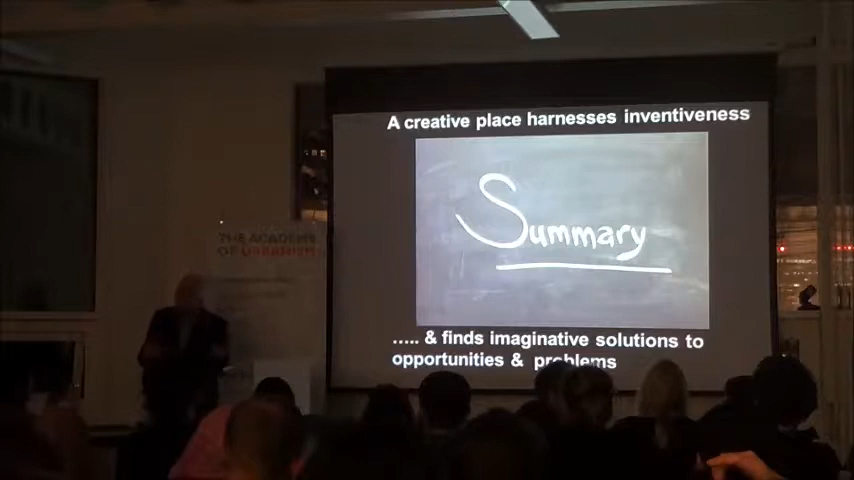 A creative place harnesses inventiveness
Summary
THE ACADEMY
OF URBANISM
..... & finds imaginative solutions to
opportunities & problems